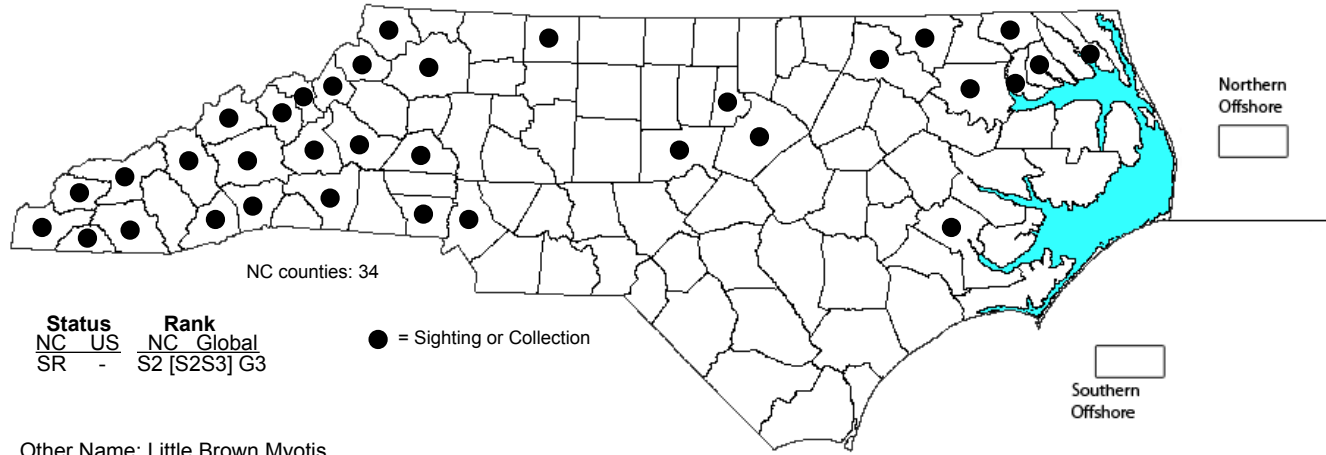 Northern
Offshore
NC counties: 34
Status Rank
NC US NC Global
SR - S2 [S2S3] G3
= Sighting or Collection
Southern
Offshore
Other Name: Little Brown Myotis